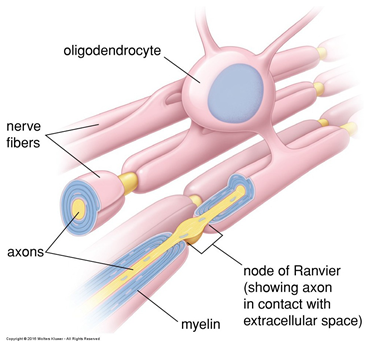 oligodendrocyte
nerve
fibers
axons
node of Ranvier
(showing axon
in contact with
extracellular space)
myelin
Copyright © 2016 Wolters Kluwer - All Rights Reserved